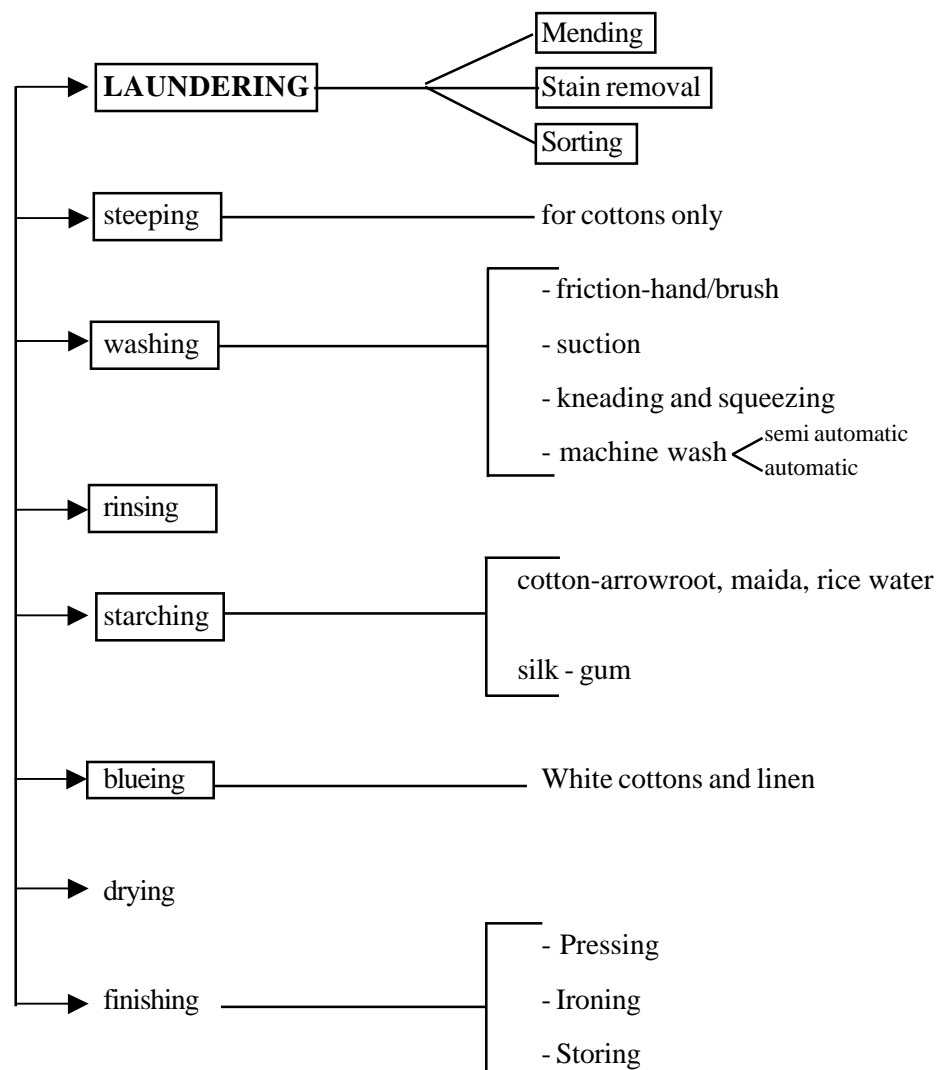 Mending
LAUNDERING
Stain removal
Sorting
steeping
for cottons only
washing
- friction-hand/brush
- suction
- kneading and squeezing
- machine wash
semi automatic
automatic
rinsing
starching
cotton-arrowroot, maida, rice water
silk - gum
blueing
White cottons and linen
drying
finishing
- Pressing
- Ironing
- Storing